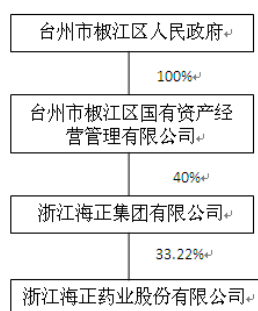 台州市椒江区人民政府
100%
台州市椒江区国有资产经
营管理有限公司
40%
浙江海正集团有限公司
33.22%
浙江海正药业股份有限公司